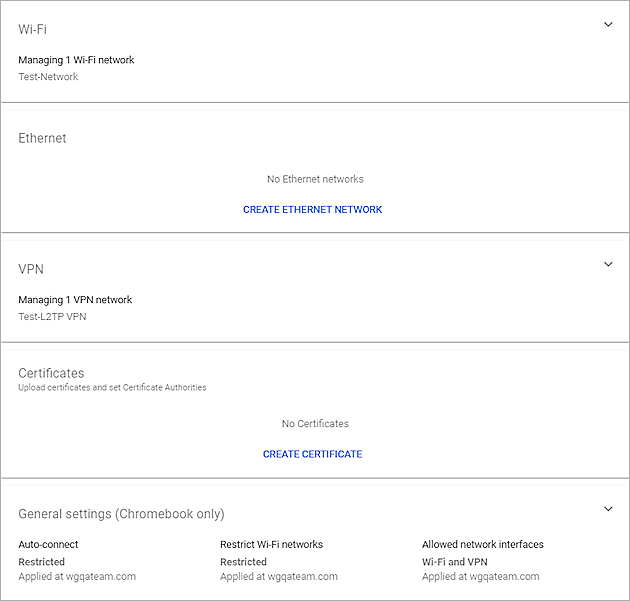 Wi-Fi
Managing 1 Wi-Fi network
Test-Network
Ethernet
No Ethernet networks
CREATE ETHERNET NETWORK
VPN
Managing 1 VPN network
Test-L2TP VPN
Certificates
Upload certificates and set Certificate Authorities
No Certificates
CREATE CERTIFICATE
General settings (Chromebook only)
Auto-connect Restrict Wi-Fi networks Allowed network interfaces
Restricted Restricted Wi-Fi and VPN
Applied at wgqateam.com Applied at wgqateam.com Applied at wgqateam.com